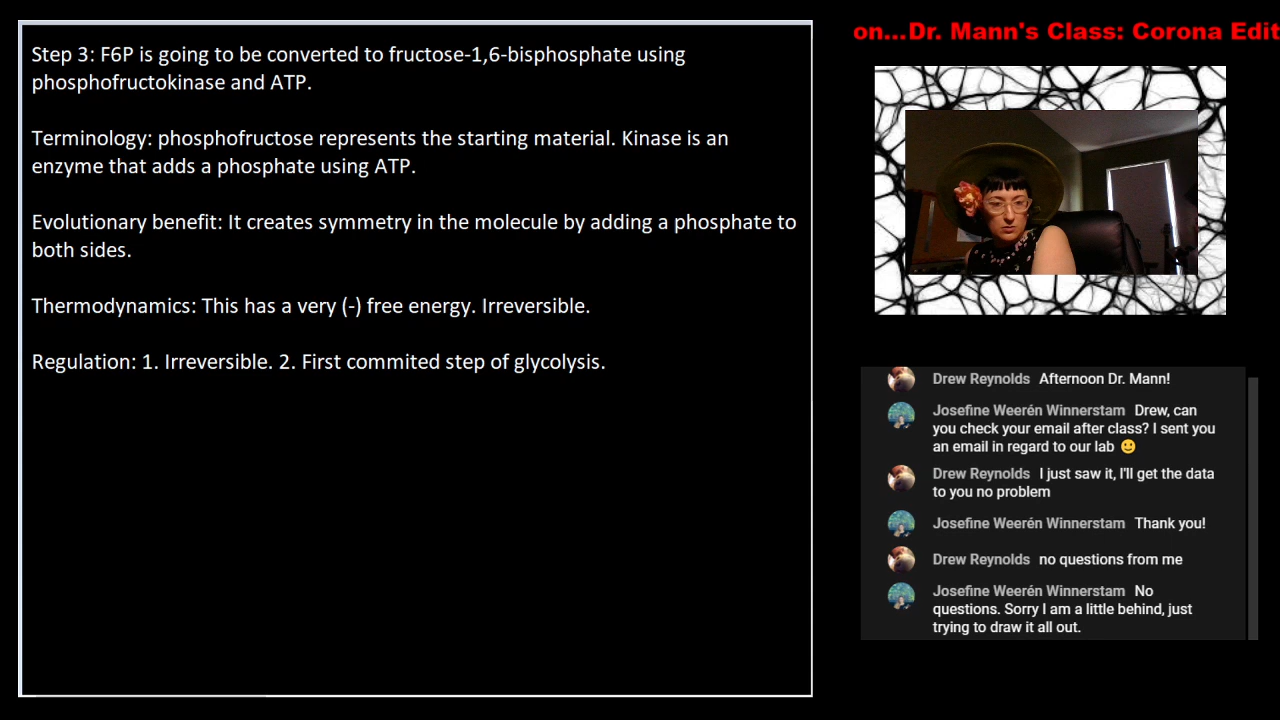 Step 3: F6P is going to be converted to fructose-1,6-bisphosphate using
phosphofructokinase and ATP.
Terminology: phosphofructose represents the starting material. Kinase is an
enzyme that adds a phosphate using ATP.
Evolutionary benefit: It creates symmetry in the molecule by adding a phosphate to
both sides.
Thermodynamics: This has a very (-) free energy. Irreversible.
Regulation: 1. Irreversible. 2. First commited step of glycolysis.
on...Dr. Mann's Class: Corona Edit
Drew Reynolds Afternoon Dr. Mann!
Josefine Weerén Winnerstam Drew, can
you check your email after class? I sent you
an email in regard to our lab 🙂
Drew Reynolds I just saw it, I'll get the data
to you no problem
Josefine Weerén Winnerstam Thank you!
Drew Reynolds no questions from me
Josefine Weerén Winnerstam No
questions. Sorry I am a little behind, just
trying to draw it all out.